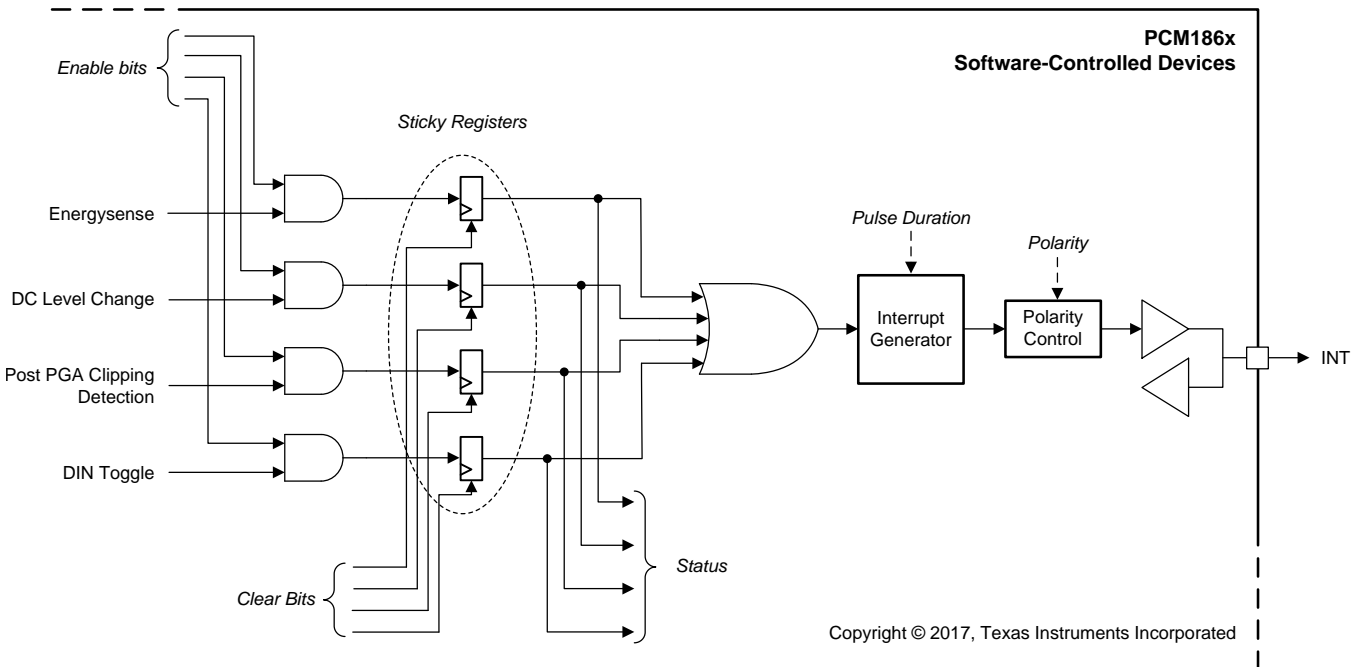 PCM186x
Software-Controlled Devices
Enable bits
Sticky Registers
Energysense
Pulse Duration
Polarity
DC Level Change
Interrupt
Generator
Polarity
Control
INT
Post PGA Clipping
Detection
DIN Toggle
Status
Clear Bits
Copyright © 2017, Texas Instruments Incorporated